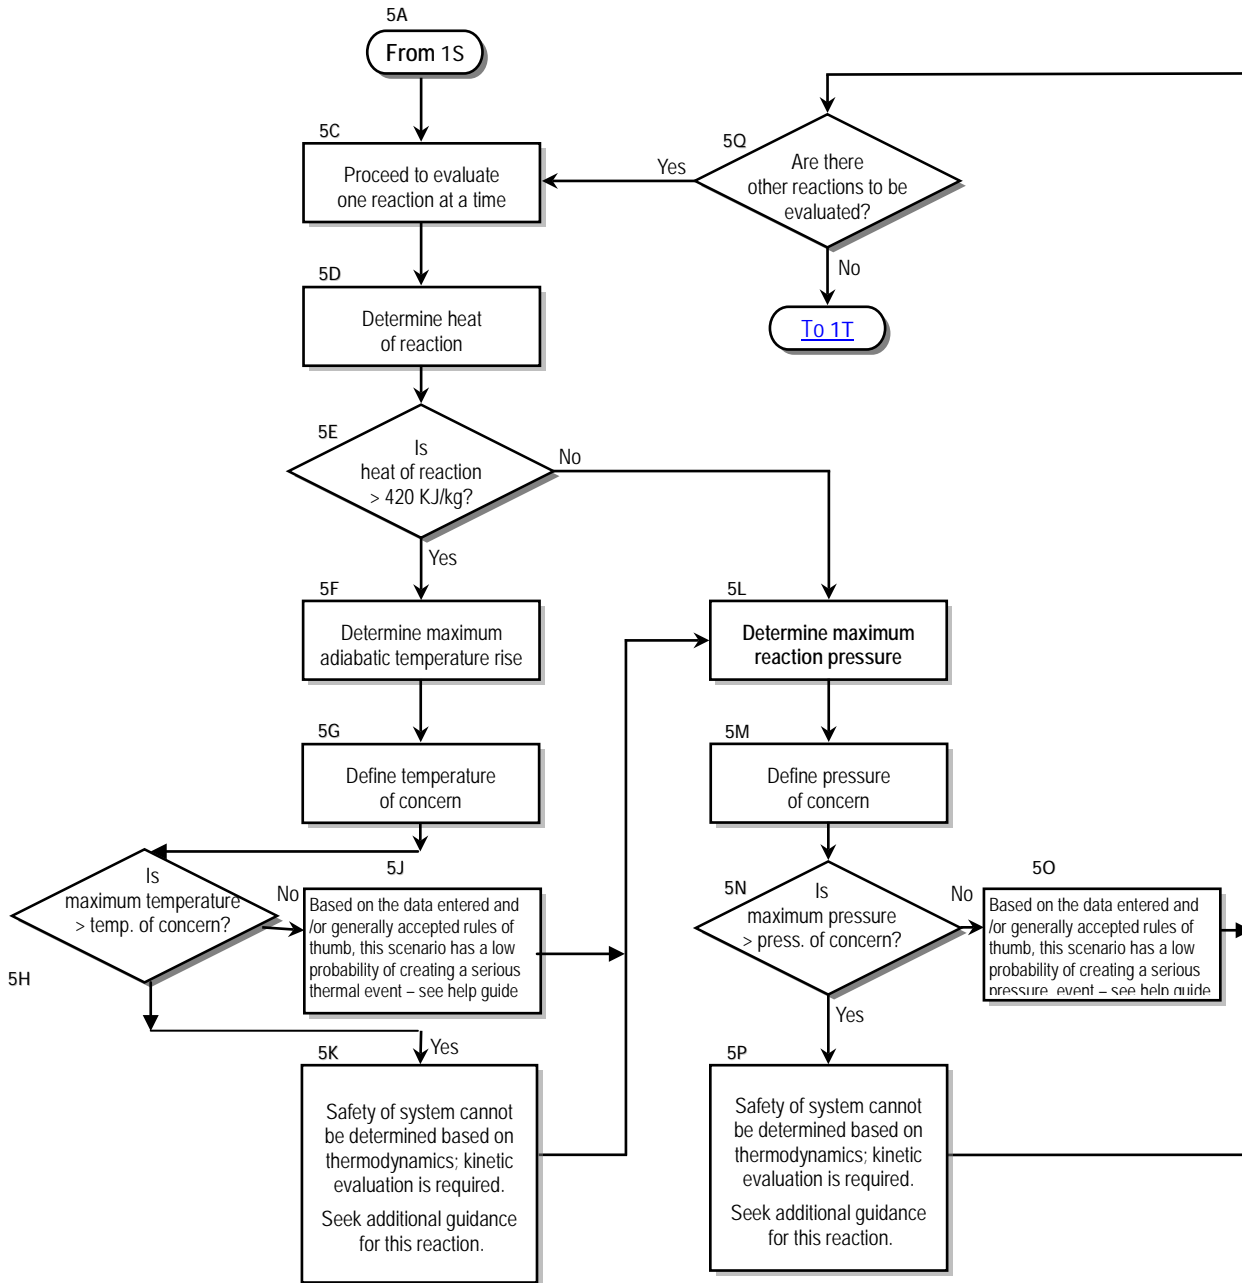 5A
From 1S
5C
Proceed to evaluate
one reaction at a time
5Q
Are there
other reactions to be
evaluated?
Yes
No
To 1T
5D
Determine heat
of reaction
5E
Is
heat of reaction
> 420 KJ/kg?
No
Yes
5F
Determine maximum
adiabatic temperature rise
5L
Determine maximum
reaction pressure
5G
Define temperature
of concern
5M
Define pressure
of concern
5H
Is
maximum temperature
> temp. of concern?
No
5J
Based on the data entered and
/or generally accepted rules of
thumb, this scenario has a low
probability of creating a serious
thermal event – see help guide
5N
Is
maximum pressure
> press. of concern?
No
5O
Based on the data entered and
/or generally accepted rules of
thumb, this scenario has a low
probability of creating a serious
pressure event – see help guide
Yes
5K
Safety of system cannot
be determined based on
thermodynamics; kinetic
evaluation is required.
Seek additional guidance
for this reaction.
Yes
5P
Safety of system cannot
be determined based on
thermodynamics; kinetic
evaluation is required.
Seek additional guidance
for this reaction.